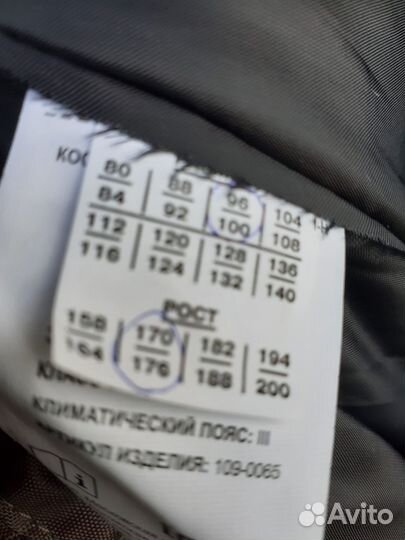 КОС
80 88 96 104
84 92 100 108
112 120 128 136
116 124 132 140
РОСТ
158 170 182 194
164 176 188 200
КЛИМАТИЧЕСКИЙ ПОЯС: III
АРТИКУЛ ИЗДЕЛИЯ: 109-0065
i
Avito